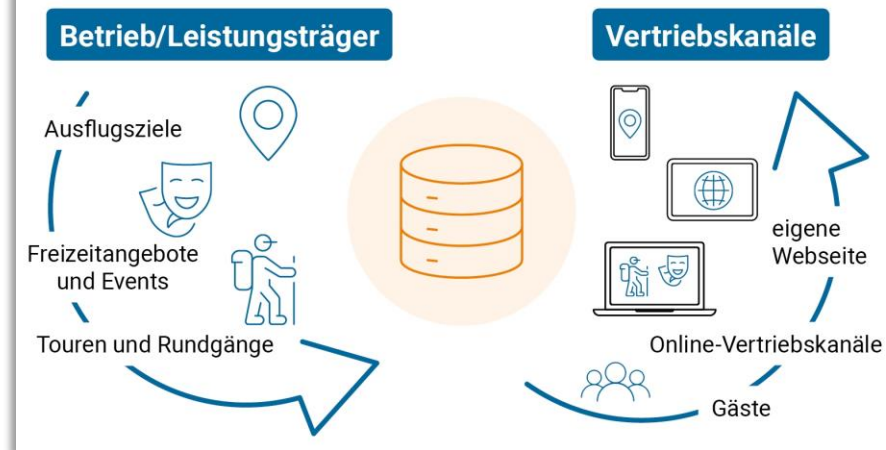 Betrieb/Leistungsträger
Ausflugsziele
Freizeitangebote
und Events
Touren und Rundgänge
Vertriebskanäle
eigene
Webseite
Online-Vertriebskanäle
Gäste